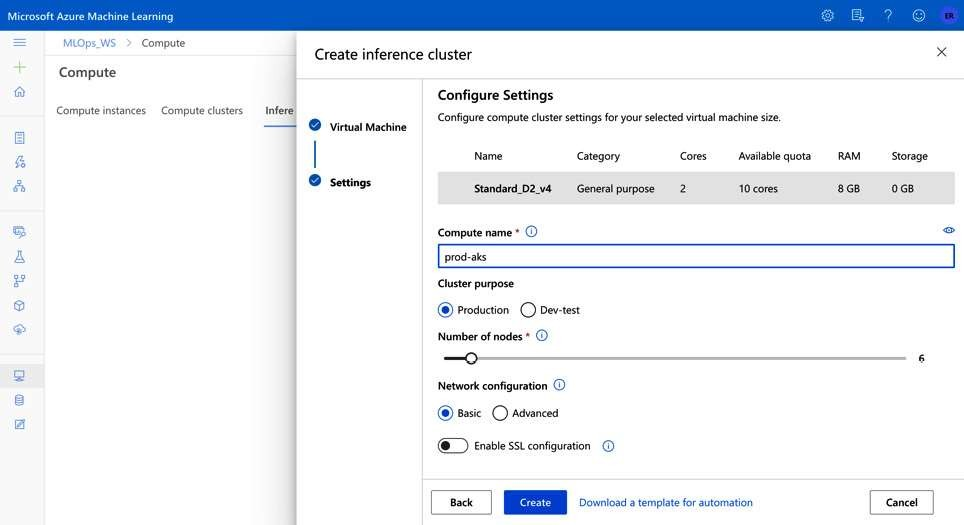 Microsoft Azure Machine Learning
ER
MLOps_WS > Compute
Compute
Compute instances Compute clusters Infere
Create inference cluster
Virtual Machine
Settings
Configure Settings
Configure compute cluster settings for your selected virtual machine size.
Name Category Cores Available quota RAM Storage
Standard_D2_v4 General purpose 2 10 cores 8 GB 0 GB
Compute name *
prod-aks
Cluster purpose
Production Dev-test
Number of nodes *
6
Network configuration
Basic Advanced
Enable SSL configuration
Back Create Download a template for automation Cancel